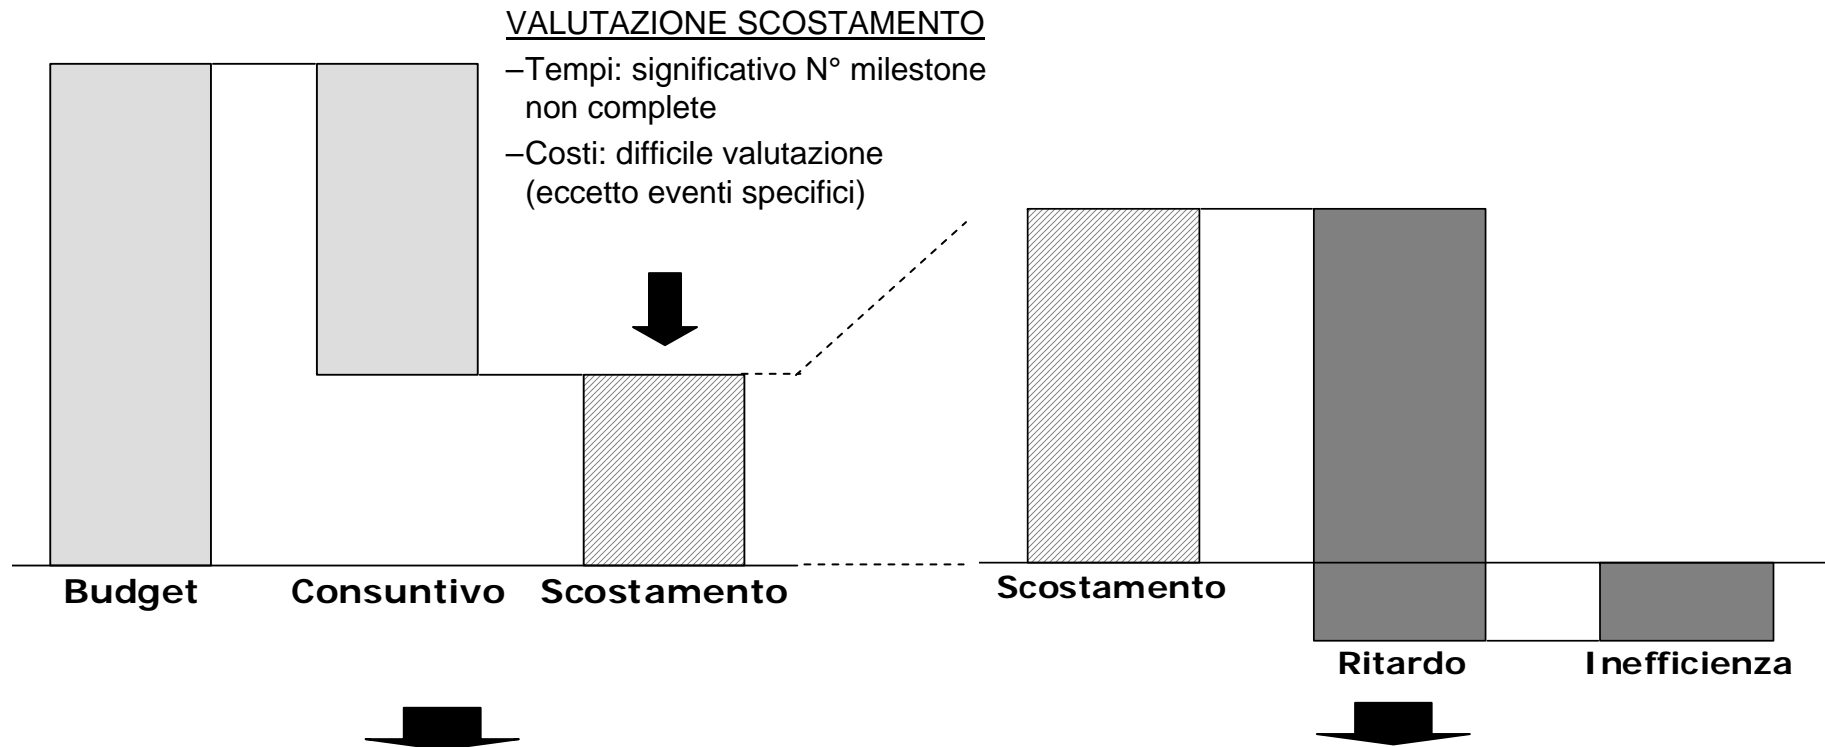 VALUTAZIONE SCOSTAMENTO
–Tempi: significativo N° milestone
non complete
–Costi: difficile valutazione
(eccetto eventi specifici)
Budget
Consuntivo
Scostamento
Scostamento
Ritardo
Inefficienza